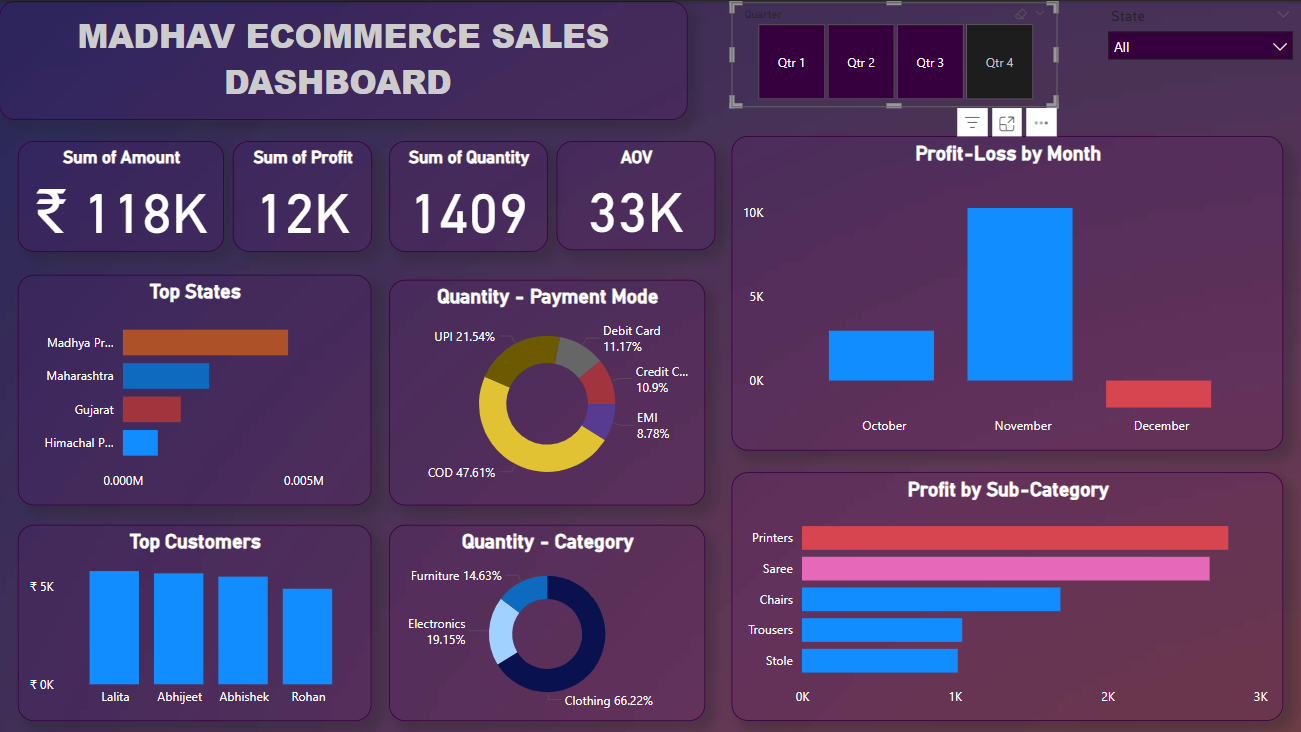 MADHAV ECOMMERCE SALES
DASHBOARD
Quarter
Qtr 1
Qtr 2
Qtr 3
Qtr 4
State
All
Sum of Amount
₹ 118K
Sum of Profit
12K
Sum of Quantity
1409
AOV
33K
Profit-Loss by Month
10K
5K
0K
October
November
December
Top States
Madhya Pr...
Maharashtra
Gujarat
Himachal P...
0.000M
0.005M
Quantity - Payment Mode
UPI 21.54%
Debit Card
11.17%
Credit C...
10.9%
EMI
8.78%
COD 47.61%
Profit by Sub-Category
Printers
Saree
Chairs
Trousers
Stole
0K
1K
2K
3K
Top Customers
₹ 5K
₹ 0K
Lalita
Abhijeet
Abhishek
Rohan
Quantity - Category
Furniture 14.63%
Electronics
19.15%
Clothing 66.22%